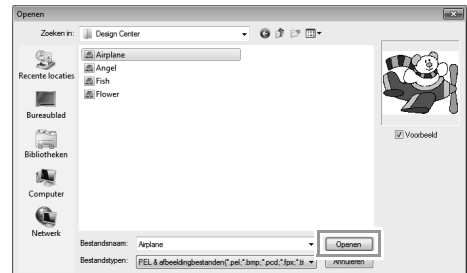 Openen
Zoeken in: Design Center
Airplane
Angel
Fish
Flower
Recente locaties
Bureaublad
Bibliotheken
Computer
Netwerk
Voorbeeld
Bestandsnaam: Airplane Openen
Bestandstypen: PEL & afbeeldingbestanden(*.pel;*.bmp;*.pcd;*.fpx;*.ti Annuleren